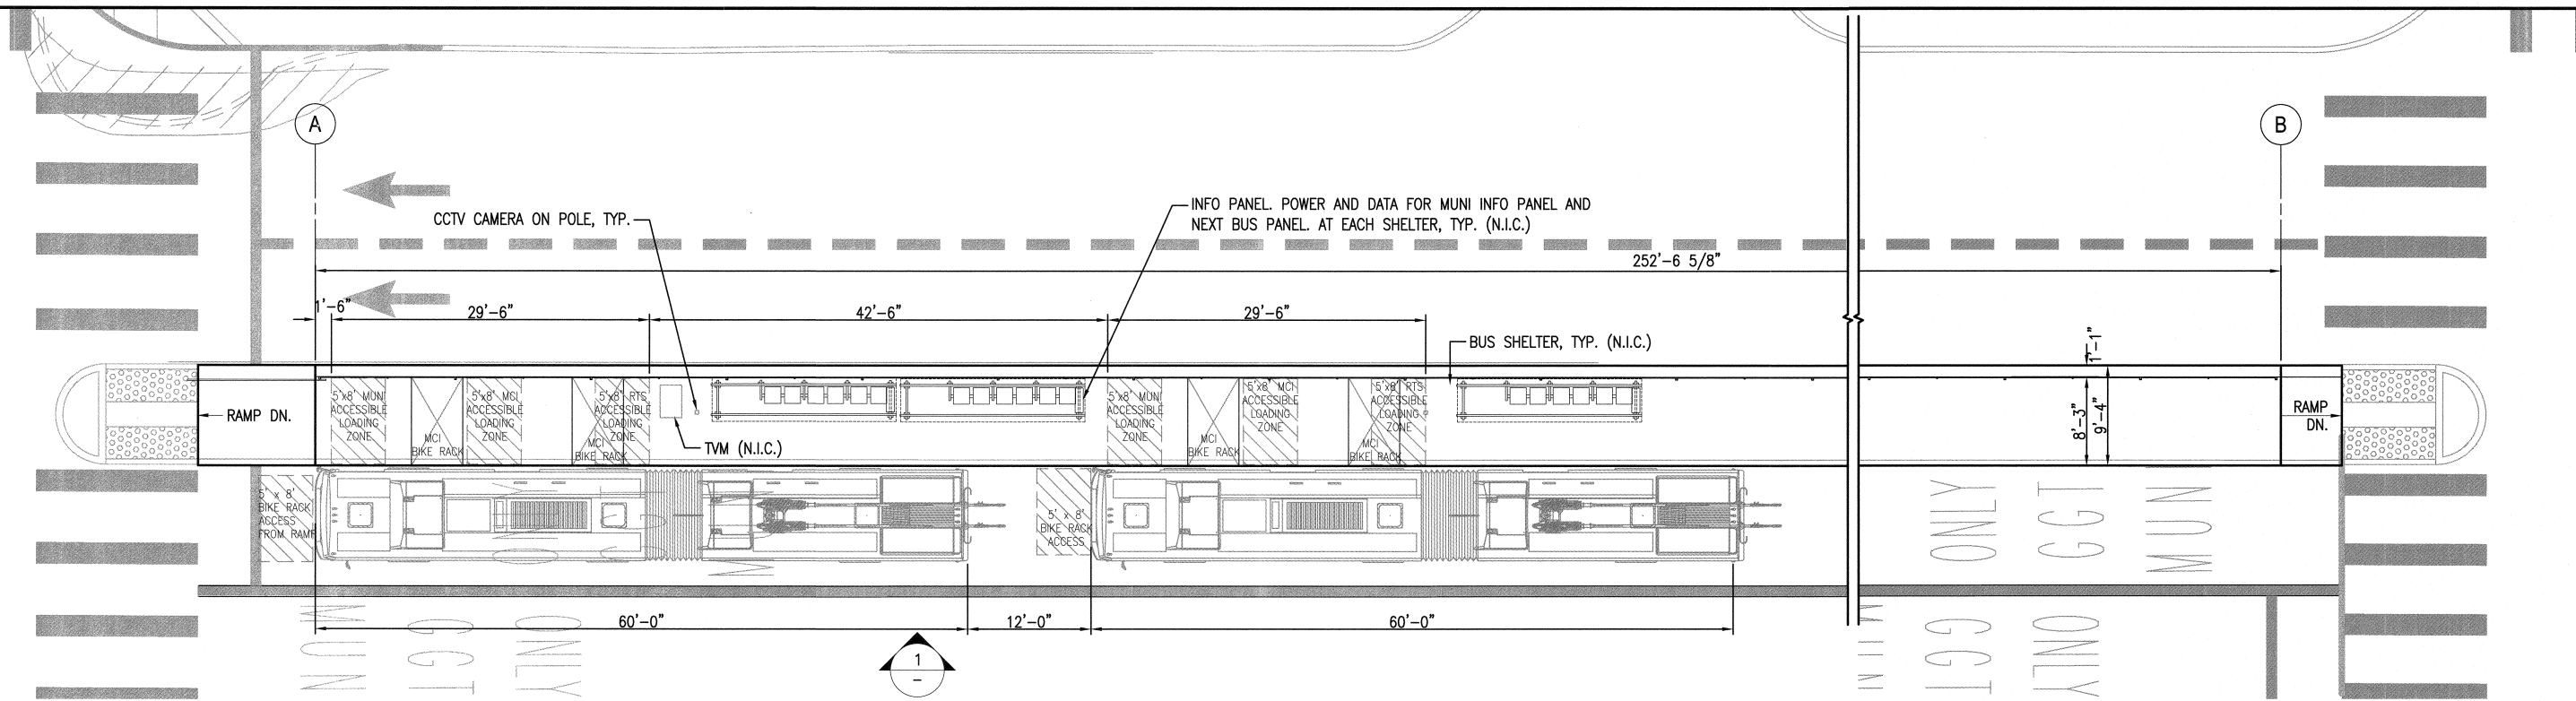 A
B
CCTV CAMERA ON POLE, TYP.
INFO PANEL. POWER AND DATA FOR MUNI INFO PANEL AND
NEXT BUS PANEL. AT EACH SHELTER, TYP. (N.I.C.)
252'-6 5/8"
1'-6"
29'-6"
42'-6"
29'-6"
BUS SHELTER, TYP. (N.I.C.)
1'-1"
8'-3"
9'-4"
RAMP DN.
5'x8' MUNI
ACCESSIBLE
LOADING
ZONE
MCI
BIKE RACK
5'x8' MCI
ACCESSIBLE
LOADING
ZONE
MCI
BIKE RACK
5'x8' RTS
ACCESSIBLE
LOADING
ZONE
TVM (N.I.C.)
5'x8' MUNI
ACCESSIBLE
LOADING
ZONE
MCI
BIKE RACK
5'x8' MCI
ACCESSIBLE
LOADING
ZONE
MCI
BIKE RACK
5'x8' RTS
ACCESSIBLE
LOADING
ZONE
RAMP
DN.
5' x 8'
BIKE RACK
ACCESS
FROM RAMP
5' x 8'
BIKE RACK
ACCESS
ONLY
GGT
MUNI
60'-0"
12'-0"
60'-0"
1
-
MUNI
GGT
ONLY
MUNI
GGT
ONLY